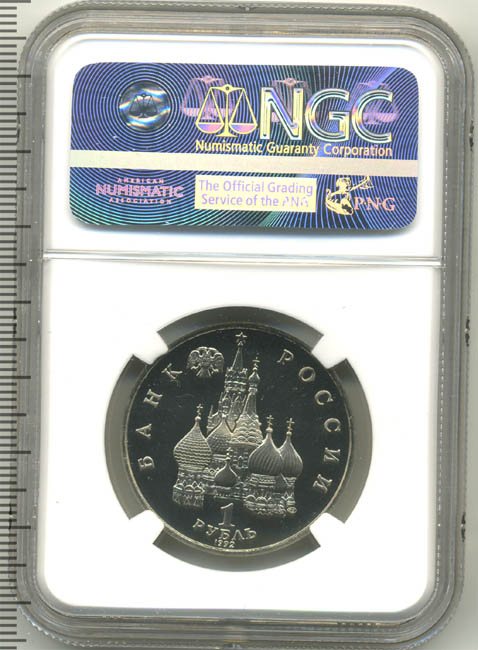 NGC
Numismatic Guaranty Corporation
AMERICAN
NUMISMATIC
ASSOCIATION
The Official Grading
Service of the PNG
PNG
БАНК РОССИИ
1
РУБЛЬ
1992